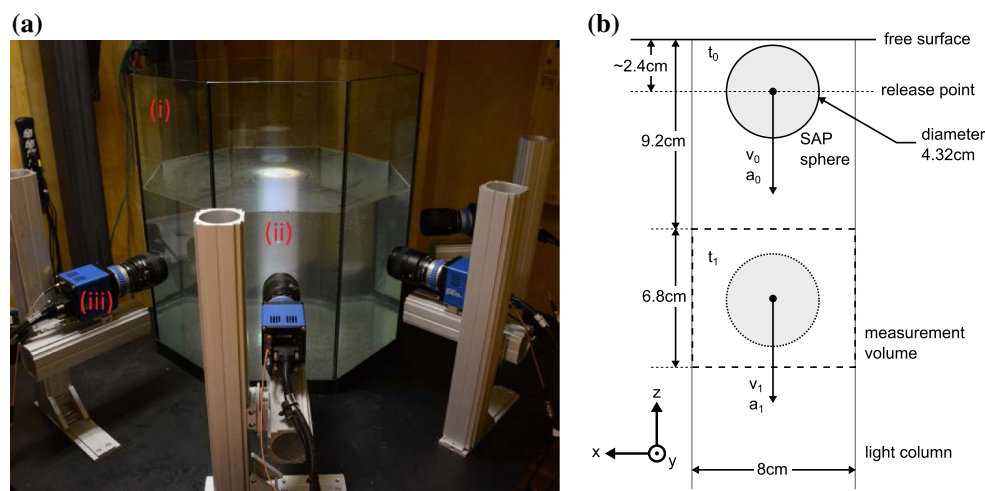 (a)
(i)
(ii)
(iii)
(b)
free surface
t0
~2.4cm
release point
diameter
4.32cm
SAP
sphere
9.2cm
v0
a0
t1
6.8cm
measurement
volume
v1
a1
z
x
y
light column
8cm